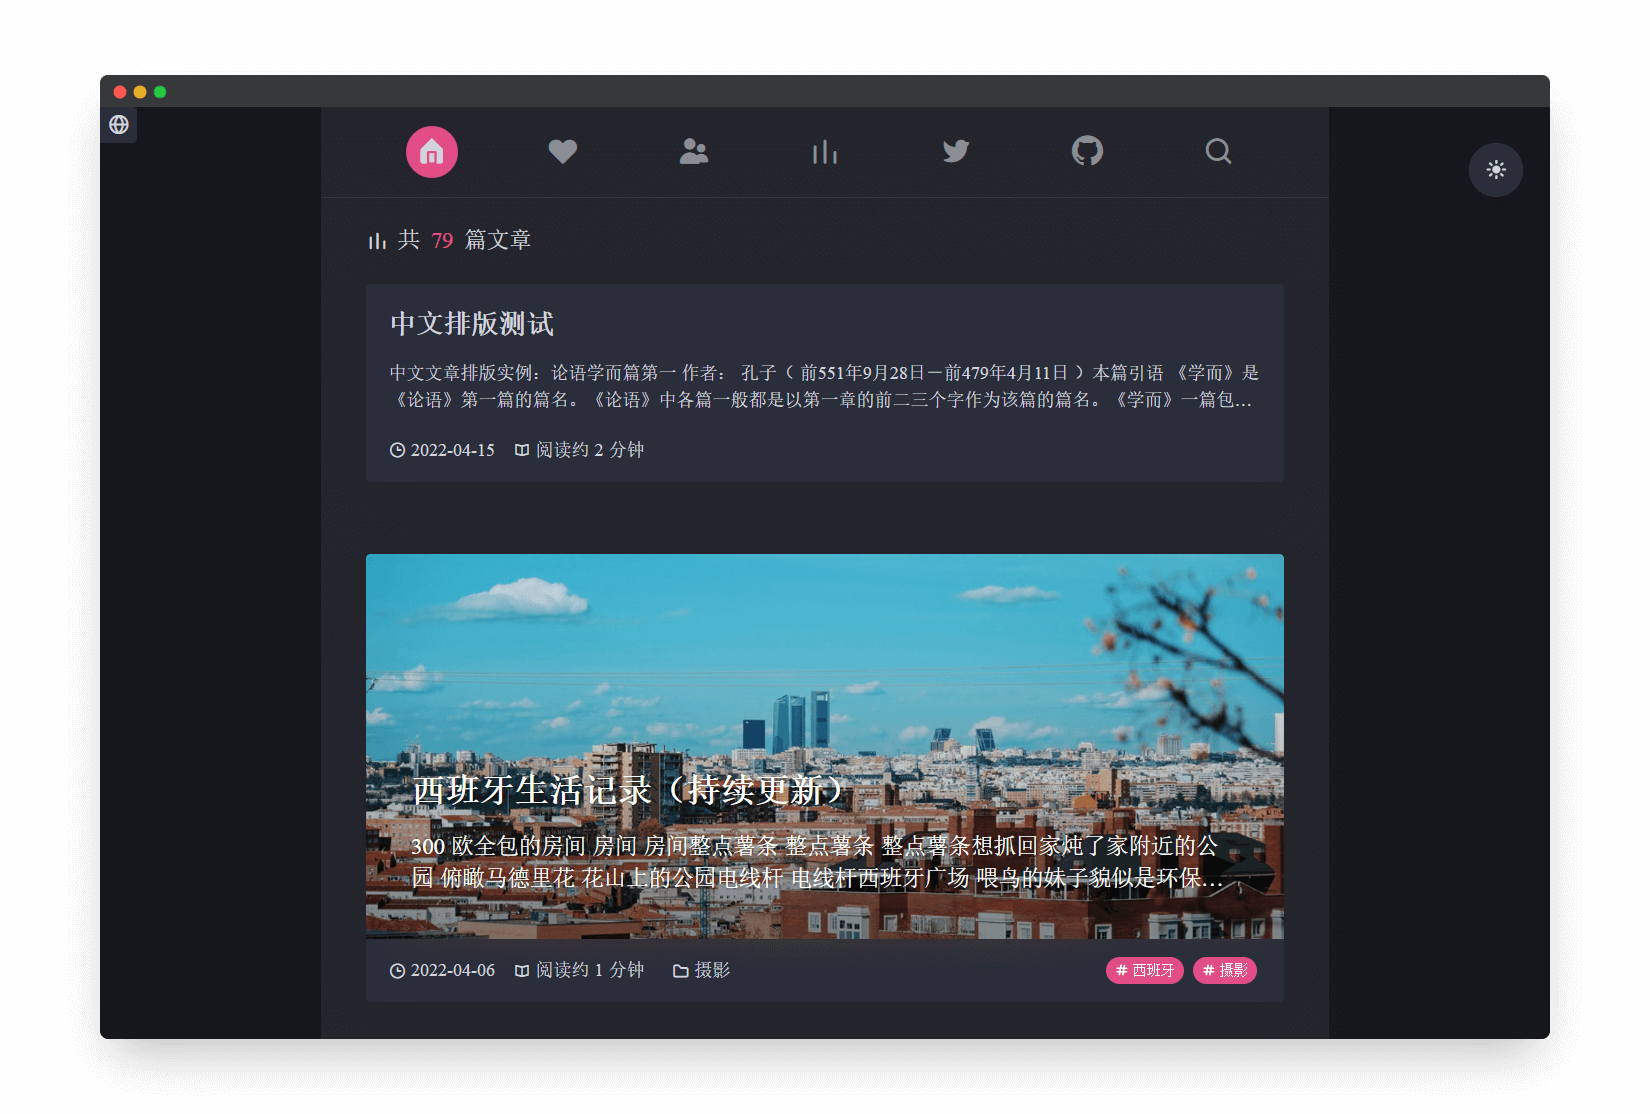 共 79 篇文章
中文排版测试
中文文章排版实例：论语学而篇第一 作者： 孔子（ 前551年9月28日－前479年4月11日 ）本篇引语 《学而》是
《论语》第一篇的篇名。《论语》中各篇一般都是以第一章的前二三个字作为该篇的篇名。《学而》一篇包...
2022-04-15 阅读约 2 分钟
西班牙生活记录（持续更新）
300 欧全包的房间 房间 房间整点薯条 整点薯条 整点薯条想抓回家炖了家附近的公
园 俯瞰马德里花 花山上的公园电线杆 电线杆西班牙广场 喂鸟的妹子貌似是环保...
2022-04-06 阅读约 1 分钟 摄影 # 西班牙 # 摄影